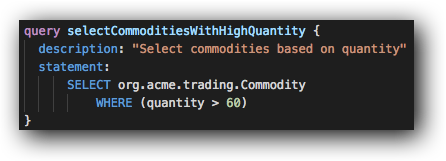 query selectCommoditiesWithHighQuantity {
description: "Select commodities based on quantity"
statement:
SELECT org.acme.trading.Commodity
WHERE (quantity > 60)
}